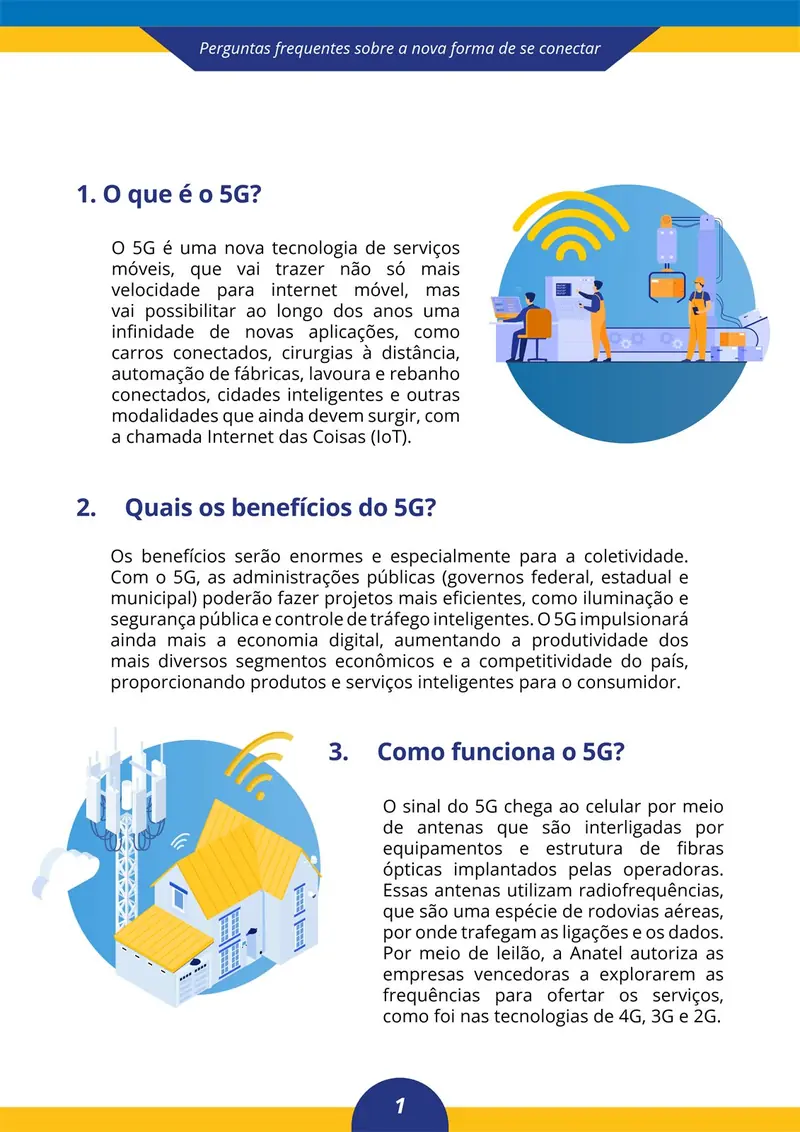 Perguntas frequentes sobre a nova forma de se conectar
1. O que é o 5G?
O 5G é uma nova tecnologia de serviços
móveis, que vai trazer não só mais
velocidade para internet móvel, mas
vai possibilitar ao longo dos anos uma
infinidade de novas aplicações, como
carros conectados, cirurgias à distância,
automação de fábricas, lavoura e rebanho
conectados, cidades inteligentes e outras
modalidades que ainda devem surgir, com
a chamada Internet das Coisas (IoT).
2. Quais os benefícios do 5G?
Os benefícios serão enormes e especialmente para a coletividade.
Com o 5G, as administrações públicas (governos federal, estadual e
municipal) poderão fazer projetos mais eficientes, como iluminação e
segurança pública e controle de tráfego inteligentes. O 5G impulsionará
ainda mais a economia digital, aumentando a produtividade dos
mais diversos segmentos econômicos e a competitividade do país,
proporcionando produtos e serviços inteligentes para o consumidor.
3. Como funciona o 5G?
O sinal do 5G chega ao celular por meio
de antenas que são interligadas por
equipamentos e estrutura de fibras
ópticas implantados pelas operadoras.
Essas antenas utilizam radiofrequências,
que são uma espécie de rodovias aéreas,
por onde trafegam as ligações e os dados.
Por meio de leilão, a Anatel autoriza as
empresas vencedoras a explorarem as
frequências para ofertar os serviços,
como foi nas tecnologias de 4G, 3G e 2G.
1